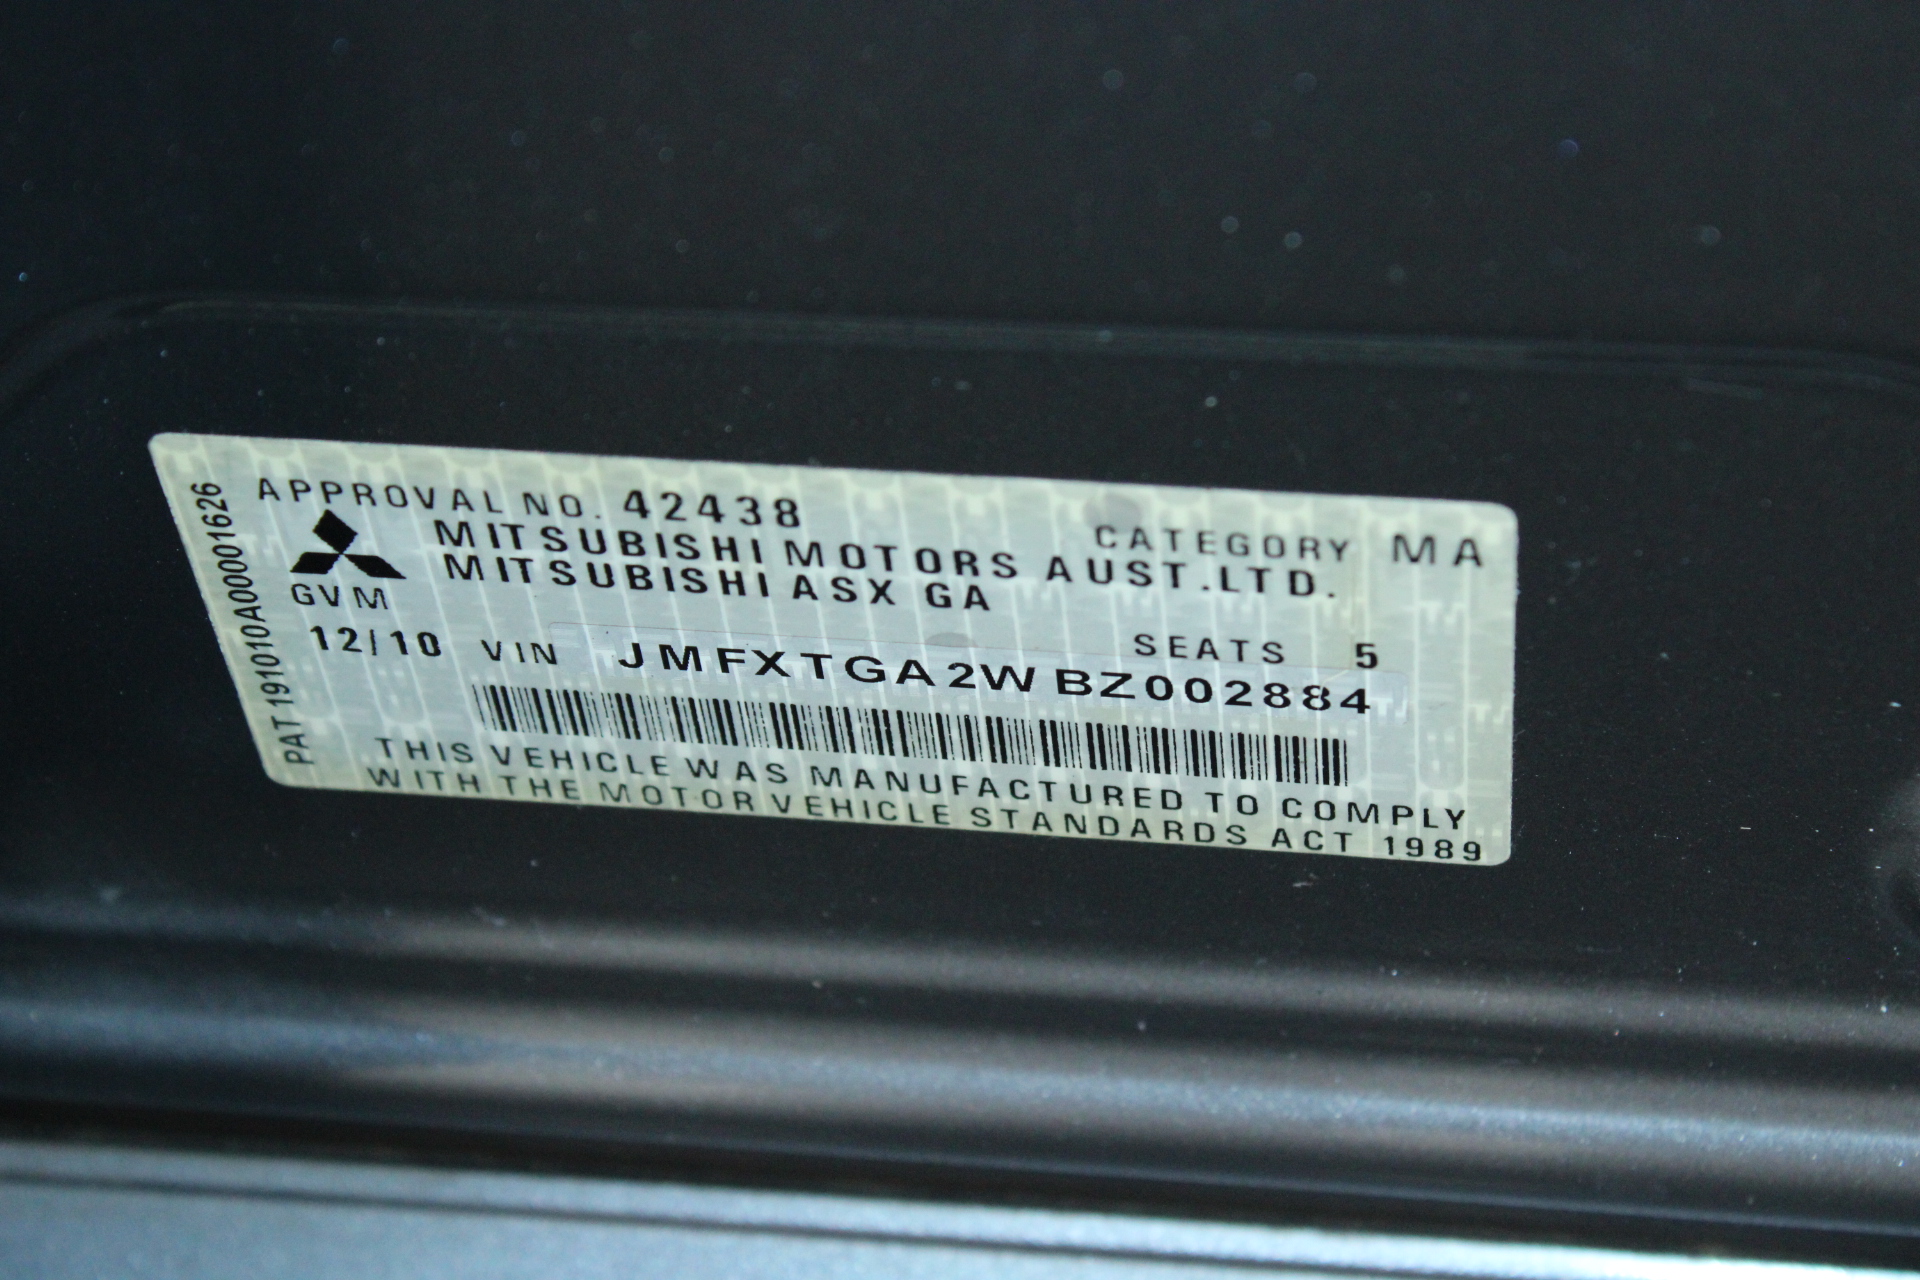 APPROVAL NO. 42438 CATEGORY MA
MITSUBISHI MOTORS AUST.LTD.
MITSUBISHI ASX GA
GVM SEATS 5
12/10 VIN JMFXTGA2WBZ002884
THIS VEHICLE WAS MANUFACTURED TO COMPLY
WITH THE MOTOR VEHICLE STANDARDS ACT 1989
PAT 191010A00001626